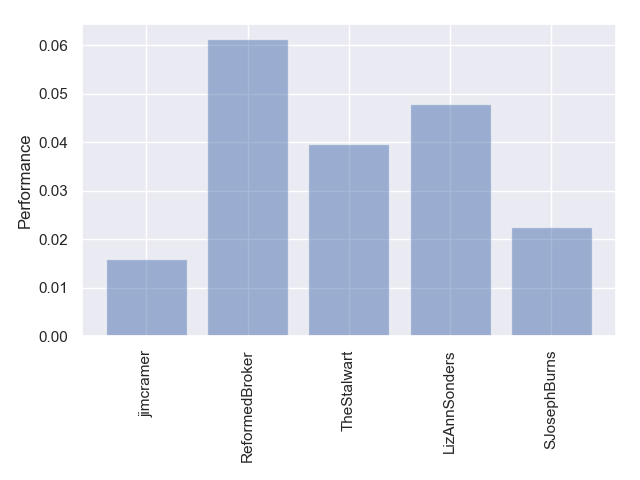 0.06
0.05
0.04
0.03
0.02
0.01
0.00
Performance
jimcramer
ReformedBroker
TheStalwart
LizAnnSonders
SJosephBurns